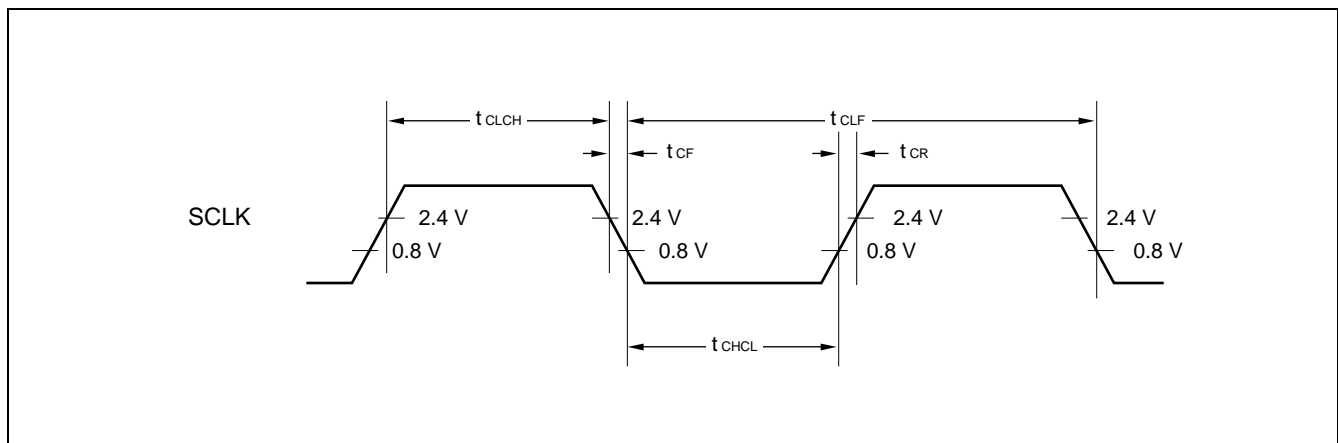 t CLCH
t CLF
t CF
t CR
SCLK
2.4 V
2.4 V
2.4 V
2.4 V
0.8 V
0.8 V
0.8 V
0.8 V
t CHCL